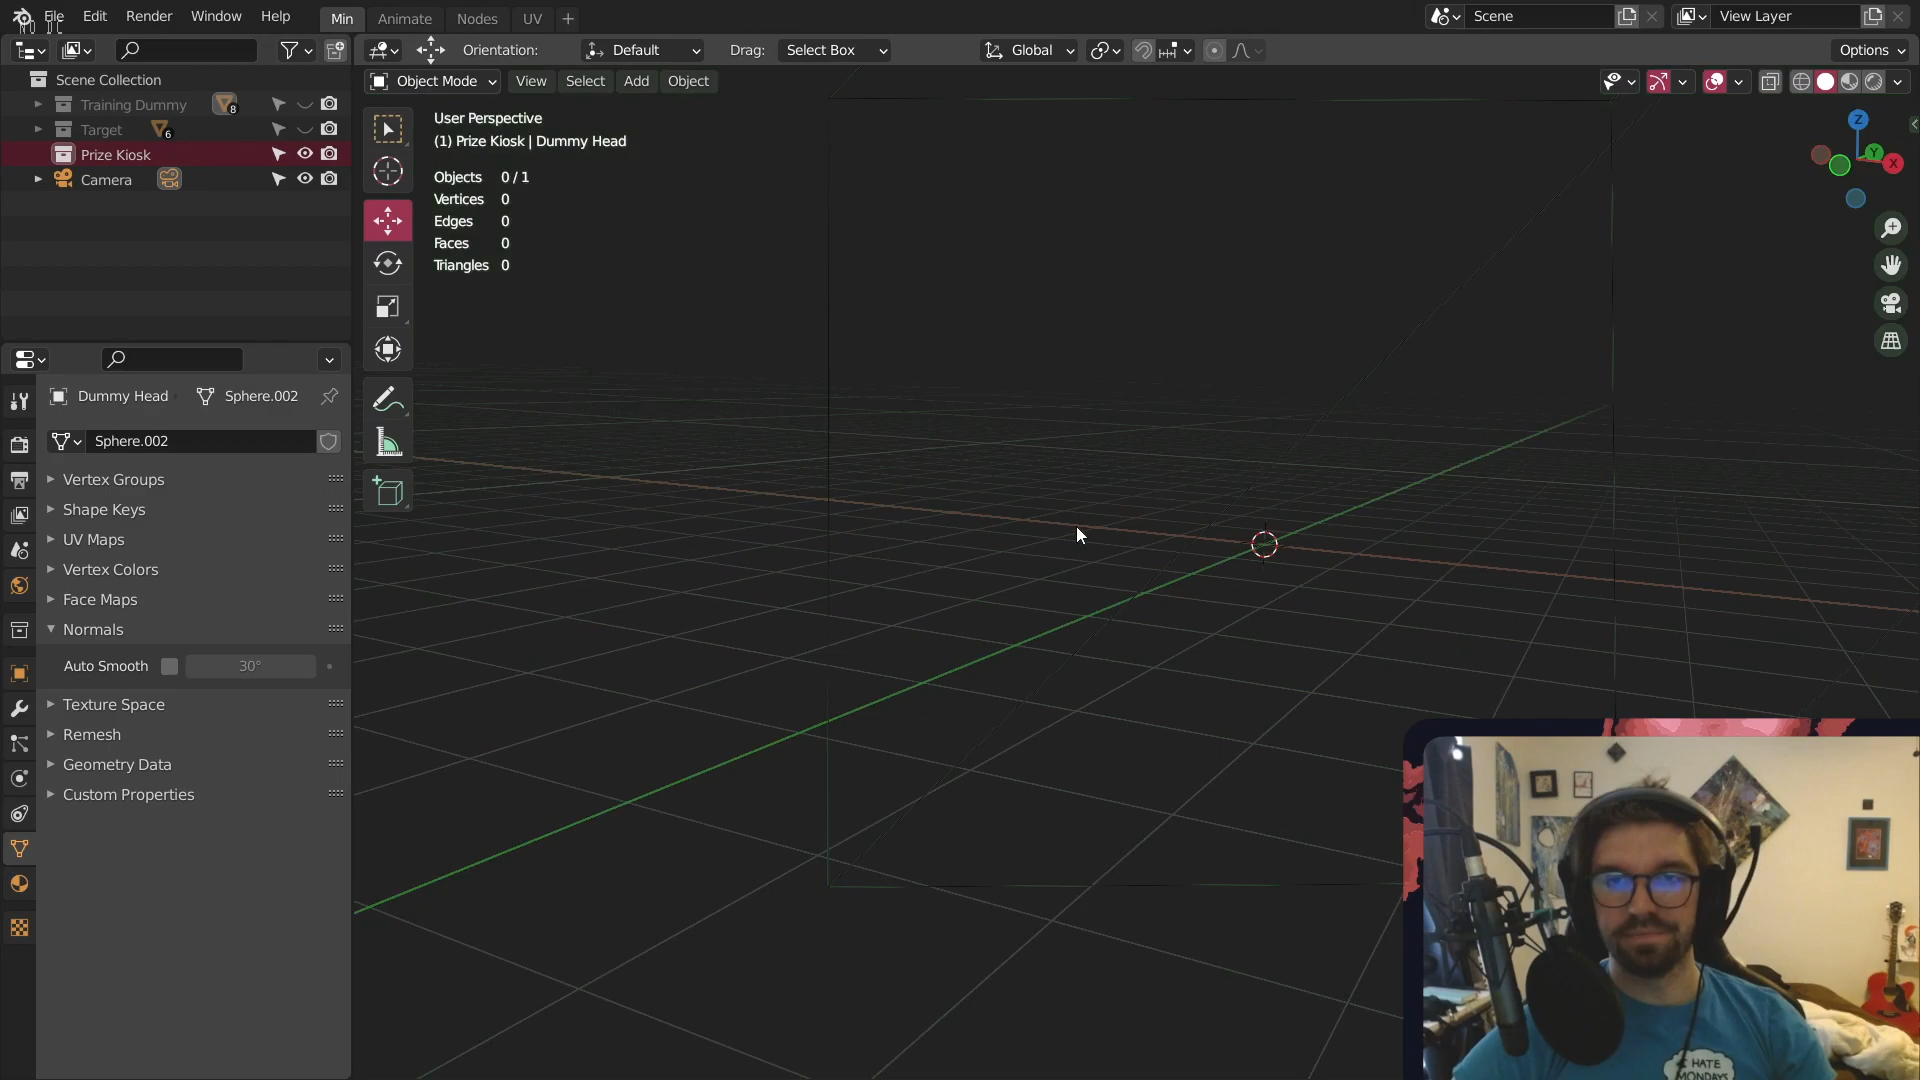 File Edit Render Window Help Min Animate Nodes UV Scene View Layer
Orientation: Default Drag: Select Box Global Options
Object Mode View Select Add Object
Scene Collection
Training Dummy 8
Target 6
Prize Kiosk
Camera
User Perspective
(1) Prize Kiosk | Dummy Head
Objects 0 / 1
Vertices 0
Edges 0
Faces 0
Triangles 0
Z
Y
X
Dummy Head Sphere.002
Sphere.002
Vertex Groups
Shape Keys
UV Maps
Vertex Colors
Face Maps
Normals
Auto Smooth 30°
Texture Space
Remesh
Geometry Data
Custom Properties
I HATE
MONDAYS